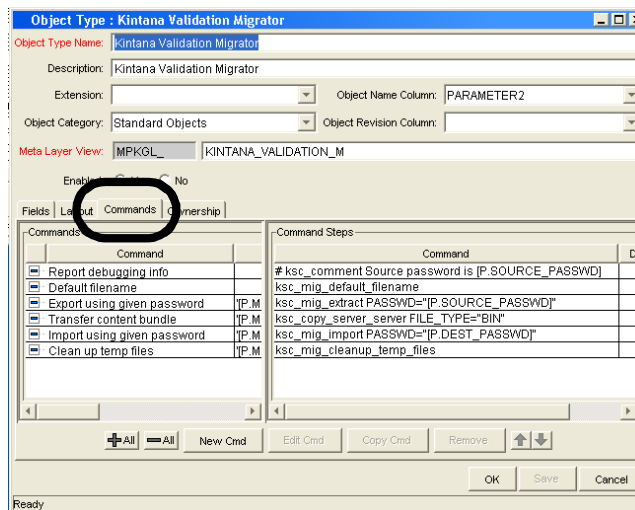 Object Type : Kintana Validation Migrator
Object Type Name: Kintana Validation Migrator
Description: Kintana Validation Migrator
Extension: Object Name Column: PARAMETER2
Object Category: Standard Objects Object Revision Column:
Meta Layer View: MPKGL_ KINTANA_VALIDATION_M
No
Fields Commands
Commands Command Steps
Command Command D
Report debugging info # ksc_comment Source password is [P.SOURCE_PASSWD]
Default filename ksc_mig_default_filename
Export using given password "[P.M ksc_mig_extract PASSWD="[P.SOURCE_PASSWD]"
Transfer content bundle "[P.M ksc_copy_server_server FILE_TYPE="BIN"
Import using given password "[P.M ksc_mig_import PASSWD="[P.DEST_PASSWD]"
Clean up temp files "[P.M ksc_mig_cleanup_temp_files
All All New Cmd Edit Cmd Copy Cmd Remove
OK Save Cancel
Ready